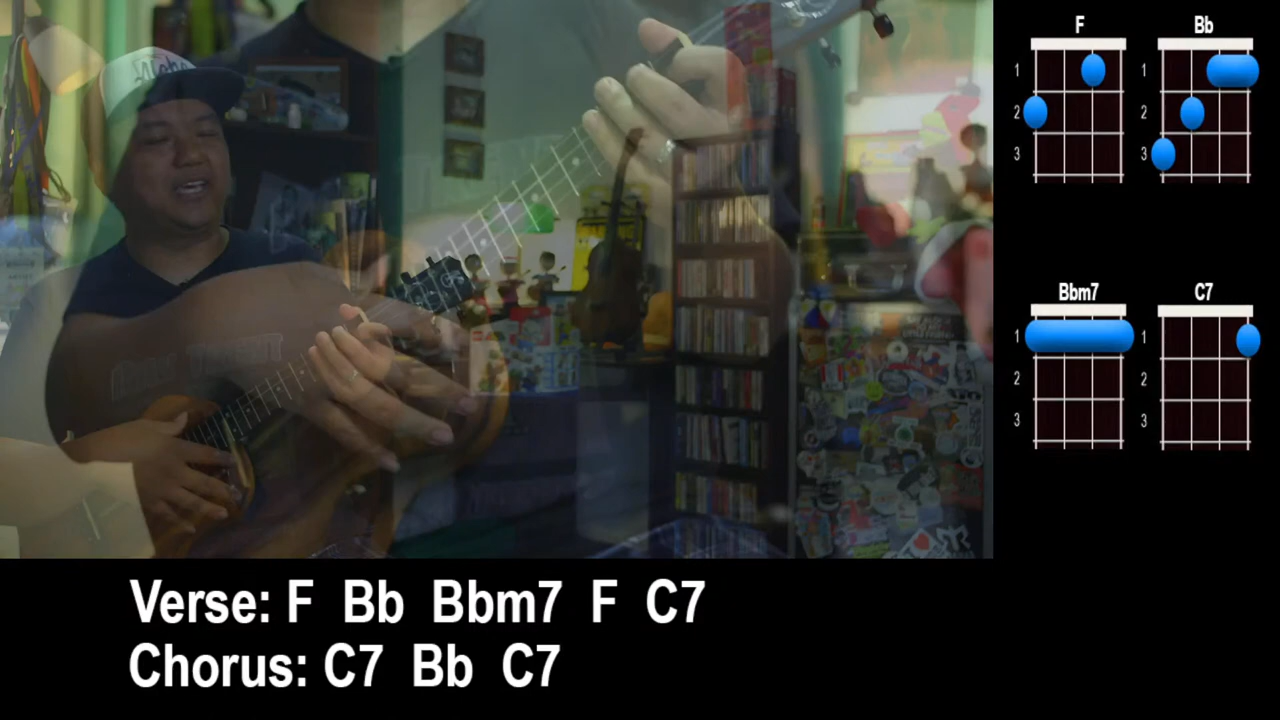 F Bb
1 1
2 2
3 3
Bbm7 C7
1 1
2 2
3 3
Aloha
Verse: F Bb Bbm7 F C7
Chorus: C7 Bb C7